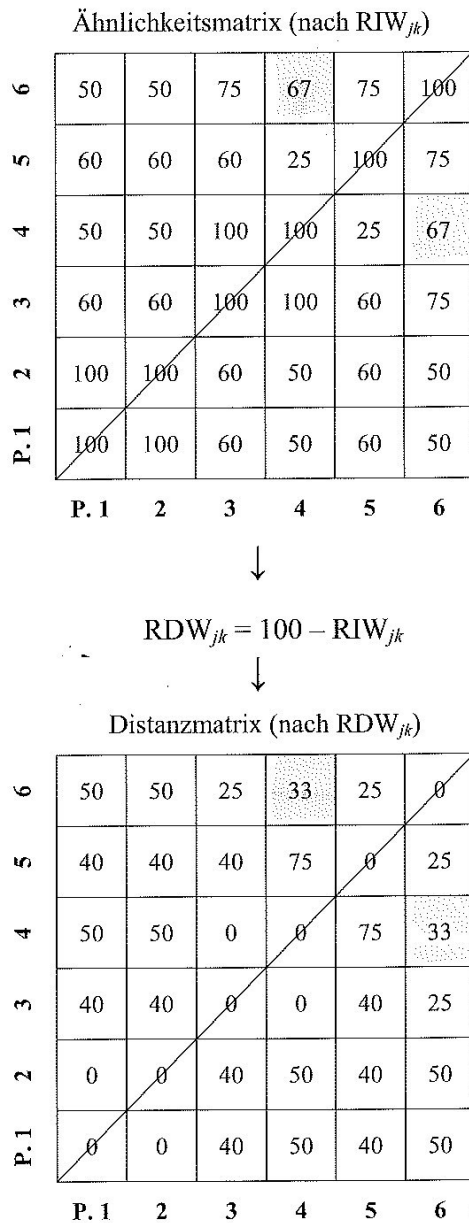 Ähnlichkeitsmatrix (nach RIWjk)
6 50 50 75 67 75 100
5 60 60 60 25 100 75
4 50 50 100 100 25 67
3 60 60 100 100 60 75
2 100 100 60 50 60 50
P. 1 100 100 60 50 60 50
P. 1 2 3 4 5 6
↓
RDWjk = 100 – RIWjk
↓
Distanzmatrix (nach RDWjk)
6 50 50 25 33 25 0
5 40 40 40 75 0 25
4 50 50 0 0 75 33
3 40 40 0 0 40 25
2 0 0 40 50 40 50
P. 1 0 0 40 50 40 50
P. 1 2 3 4 5 6